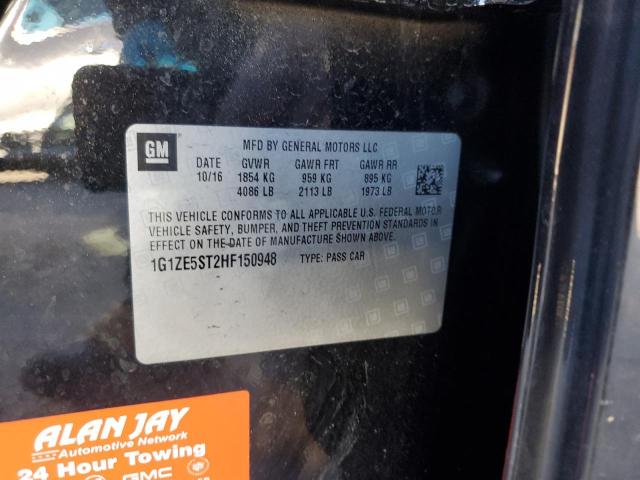 GM
MFD BY GENERAL MOTORS LLC
DATE GVWR GAWR FRT GAWR RR
10/16 1854 KG 959 KG 895 KG
4086 LB 2113 LB 1973 LB
THIS VEHICLE CONFORMS TO ALL APPLICABLE U.S. FEDERAL MOTOR
VEHICLE SAFETY, BUMPER, AND THEFT PREVENTION STANDARDS IN
EFFECT ON THE DATE OF MANUFACTURE SHOWN ABOVE.
1G1ZE5ST2HF150948 TYPE: PASS CAR
ALAN JAY
Automotive Network
24 Hour Towing
GMC